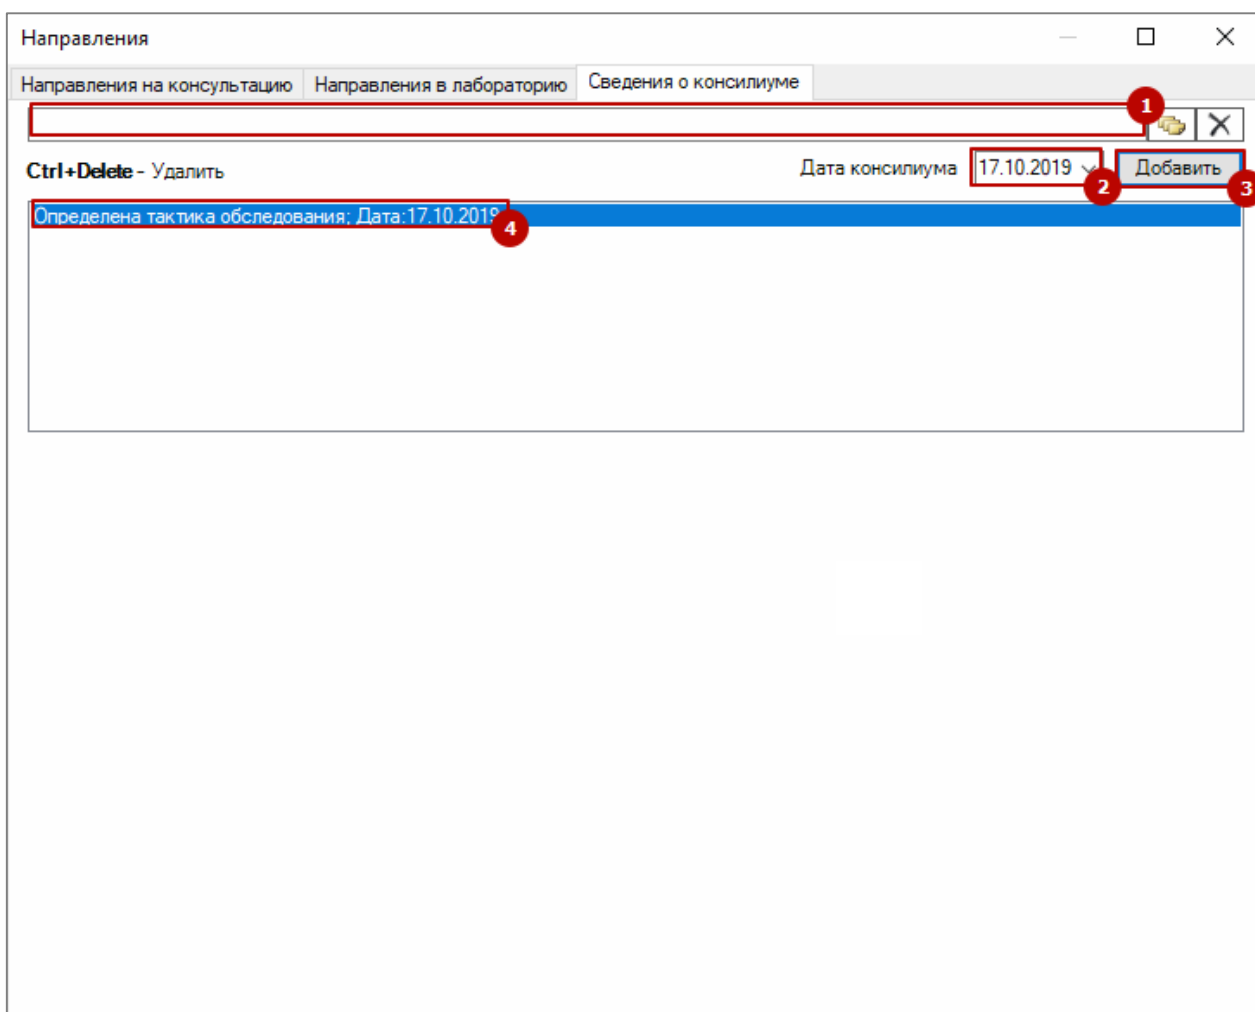 Направления
Направления на консультацию Направления в лабораторию Сведения о консилиуме
1
Ctrl+Delete - Удалить Дата консилиума 17.10.2019 Добавить
2 3
Определена тактика обследования; Дата:17.10.2019
4